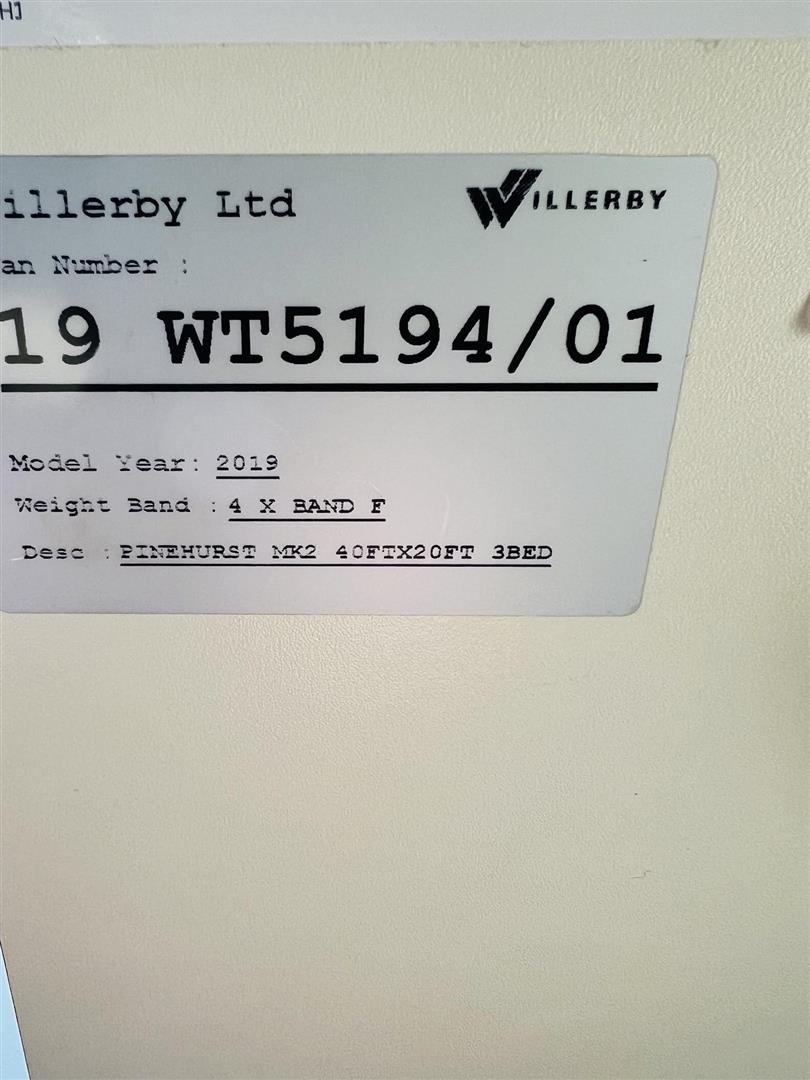 HJ
illerby Ltd
WILLERBY
an Number :
19 WT5194/01
Model Year: 2019
Weight Band : 4 X BAND F
Desc : PINEHURST MK2 40FTX20FT 3BED